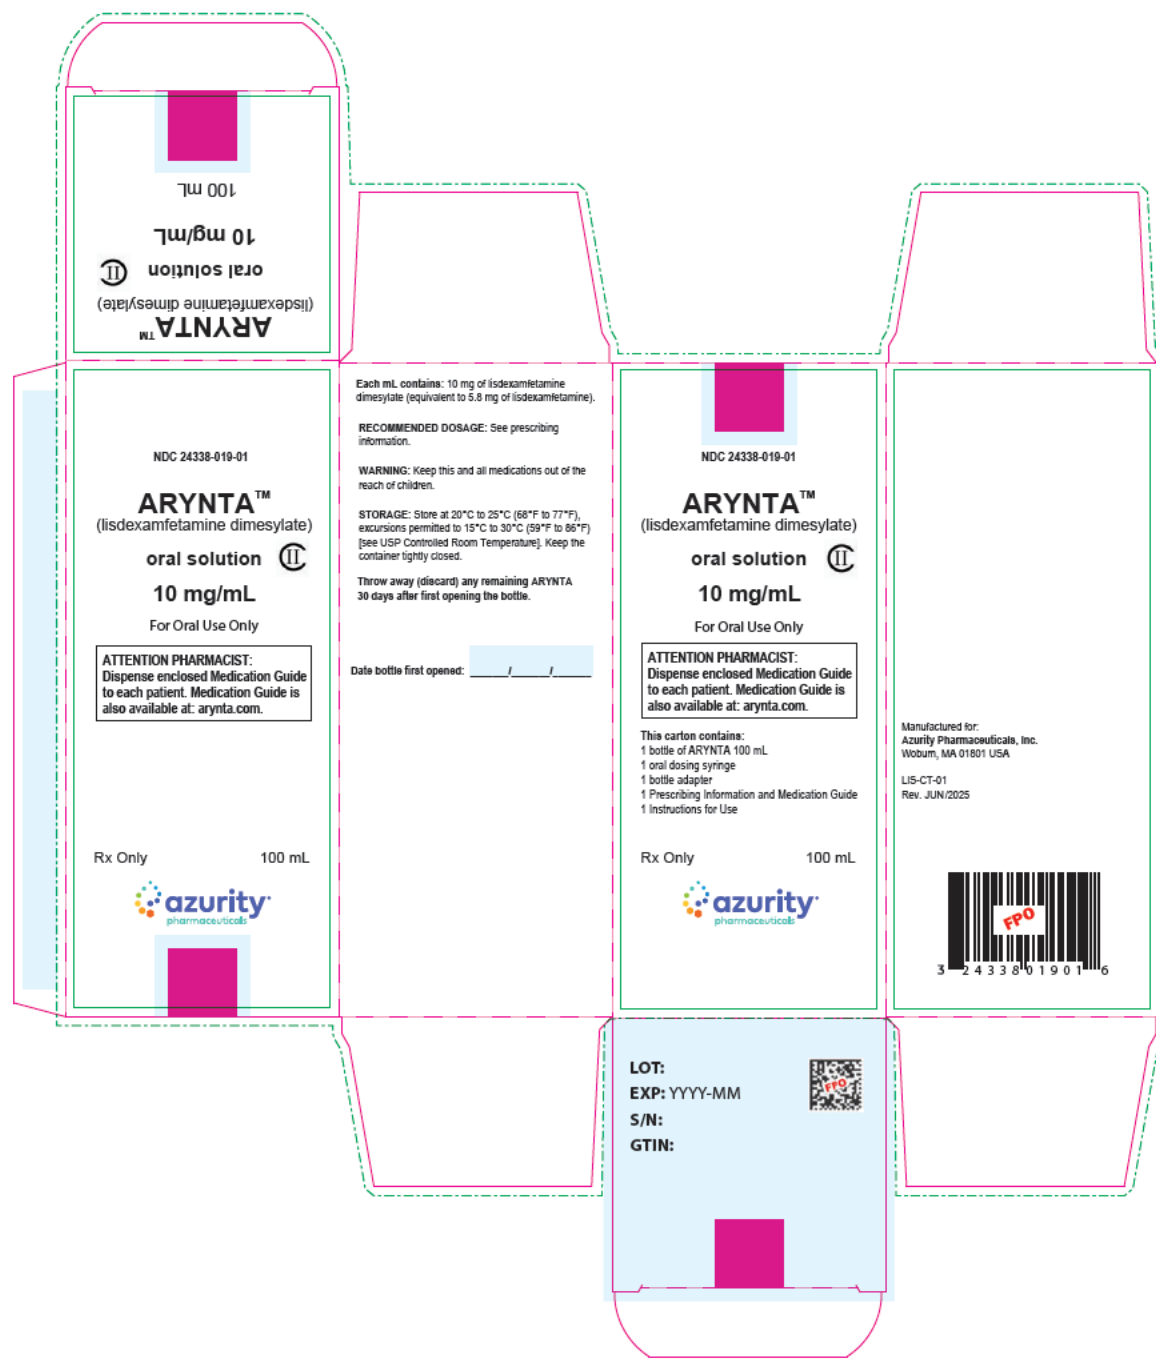 100 mL
10 mg/mL
oral solution CII
(lisdexamfetamine dimesylate)
ARYNTA™
NDC 24338-019-01
ARYNTA™
(lisdexamfetamine dimesylate)
oral solution CII
10 mg/mL
For Oral Use Only
ATTENTION PHARMACIST:
Dispense enclosed Medication Guide
to each patient. Medication Guide is
also available at: arynta.com.
Rx Only 100 mL
azurity
pharmaceuticals
Each mL contains: 10 mg of lisdexamfetamine
dimesylate (equivalent to 5.8 mg of lisdexamfetamine).
RECOMMENDED DOSAGE: See prescribing
information.
WARNING: Keep this and all medications out of the
reach of children.
STORAGE: Store at 20°C to 25°C (68°F to 77°F),
excursions permitted to 15°C to 30°C (59°F to 86°F)
[see USP Controlled Room Temperature]. Keep the
container tightly closed.
Throw away (discard) any remaining ARYNTA
30 days after first opening the bottle.
Date bottle first opened: ______/______/______
NDC 24338-019-01
ARYNTA™
(lisdexamfetamine dimesylate)
oral solution CII
10 mg/mL
For Oral Use Only
ATTENTION PHARMACIST:
Dispense enclosed Medication Guide
to each patient. Medication Guide is
also available at: arynta.com.
This carton contains:
1 bottle of ARYNTA 100 mL
1 oral dosing syringe
1 bottle adapter
1 Prescribing Information and Medication Guide
1 Instructions for Use
Rx Only 100 mL
azurity
pharmaceuticals
Manufactured for:
Azurity Pharmaceuticals, Inc.
Woburn, MA 01801 USA
LIS-CT-01
Rev. JUN/2025
FPO
3 24338 01901 6
LOT:
EXP: YYYY-MM
S/N:
GTIN:
FPO